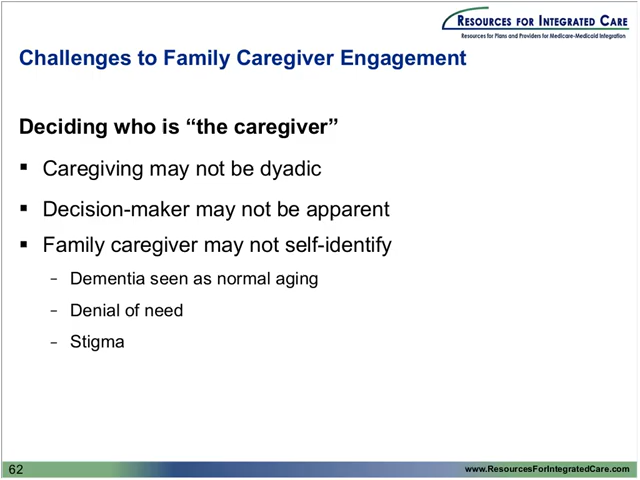 RESOURCES FOR INTEGRATED CARE
Resources for Plans and Providers for Medicare-Medicaid Integration
Challenges to Family Caregiver Engagement
Deciding who is “the caregiver”
▪ Caregiving may not be dyadic
▪ Decision-maker may not be apparent
▪ Family caregiver may not self-identify
– Dementia seen as normal aging
– Denial of need
– Stigma
62
www.ResourcesForIntegratedCare.com